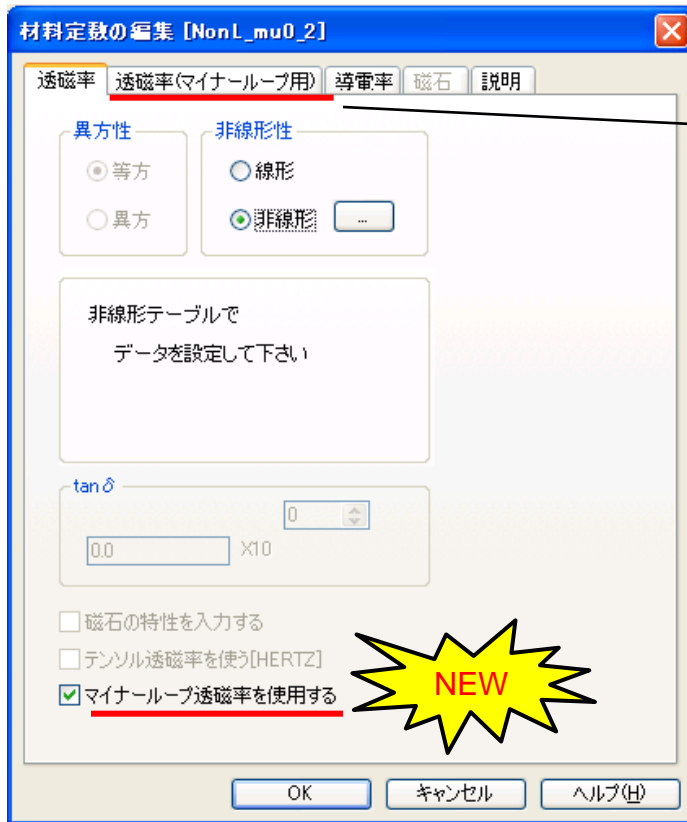 材料定数の編集 [NonL_mu0_2]
透磁率 透磁率(マイナーループ用) 導電率 磁石 説明
異方性 非線形性
等方 線形
異方 非線形 ...
非線形テーブルで
データを設定して下さい
tanδ
0
0.0 X10
磁石の特性を入力する
テンソル透磁率を使う[HERTZ]
マイナーループ透磁率を使用する
NEW
OK キャンセル ヘルプ(H)